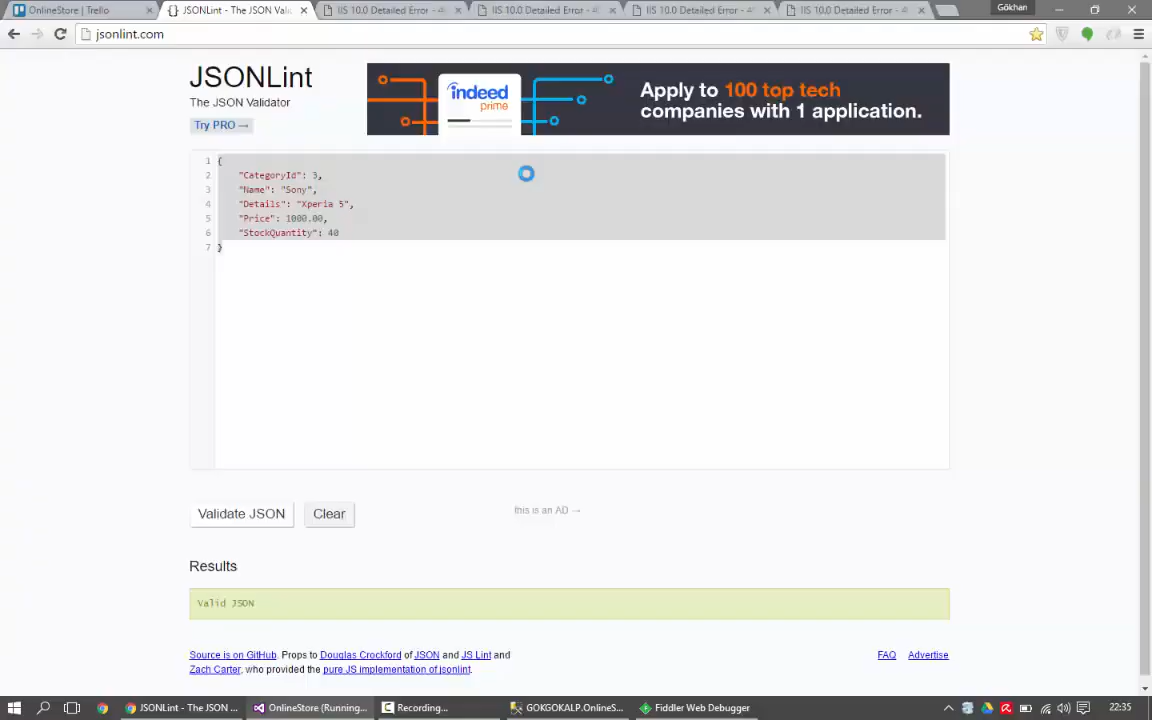 OnlineStore | Trello
{} JSONLint - The JSON Valid
IIS 10.0 Detailed Error - 4
IIS 10.0 Detailed Error - 4
IIS 10.0 Detailed Error - 4
IIS 10.0 Detailed Error - 4
Gökhan
jsonlint.com
JSONLint
The JSON Validator
Try PRO →
indeed
prime
Apply to 100 top tech
companies with 1 application.
1 {
2 "CategoryId": 3,
3 "Name": "Sony",
4 "Details": "Xperia 5",
5 "Price": 1000.00,
6 "StockQuantity": 40
7 }
Validate JSON
Clear
this is an AD →
Results
Valid JSON
Source is on GitHub. Props to Douglas Crockford of JSON and JS Lint and
Zach Carter, who provided the pure JS implementation of jsonlint.
FAQ
Advertise
JSONLint - The JSON ...
OnlineStore (Running...
Recording...
GOKGOKALP.OnlineS...
Fiddler Web Debugger
22:35